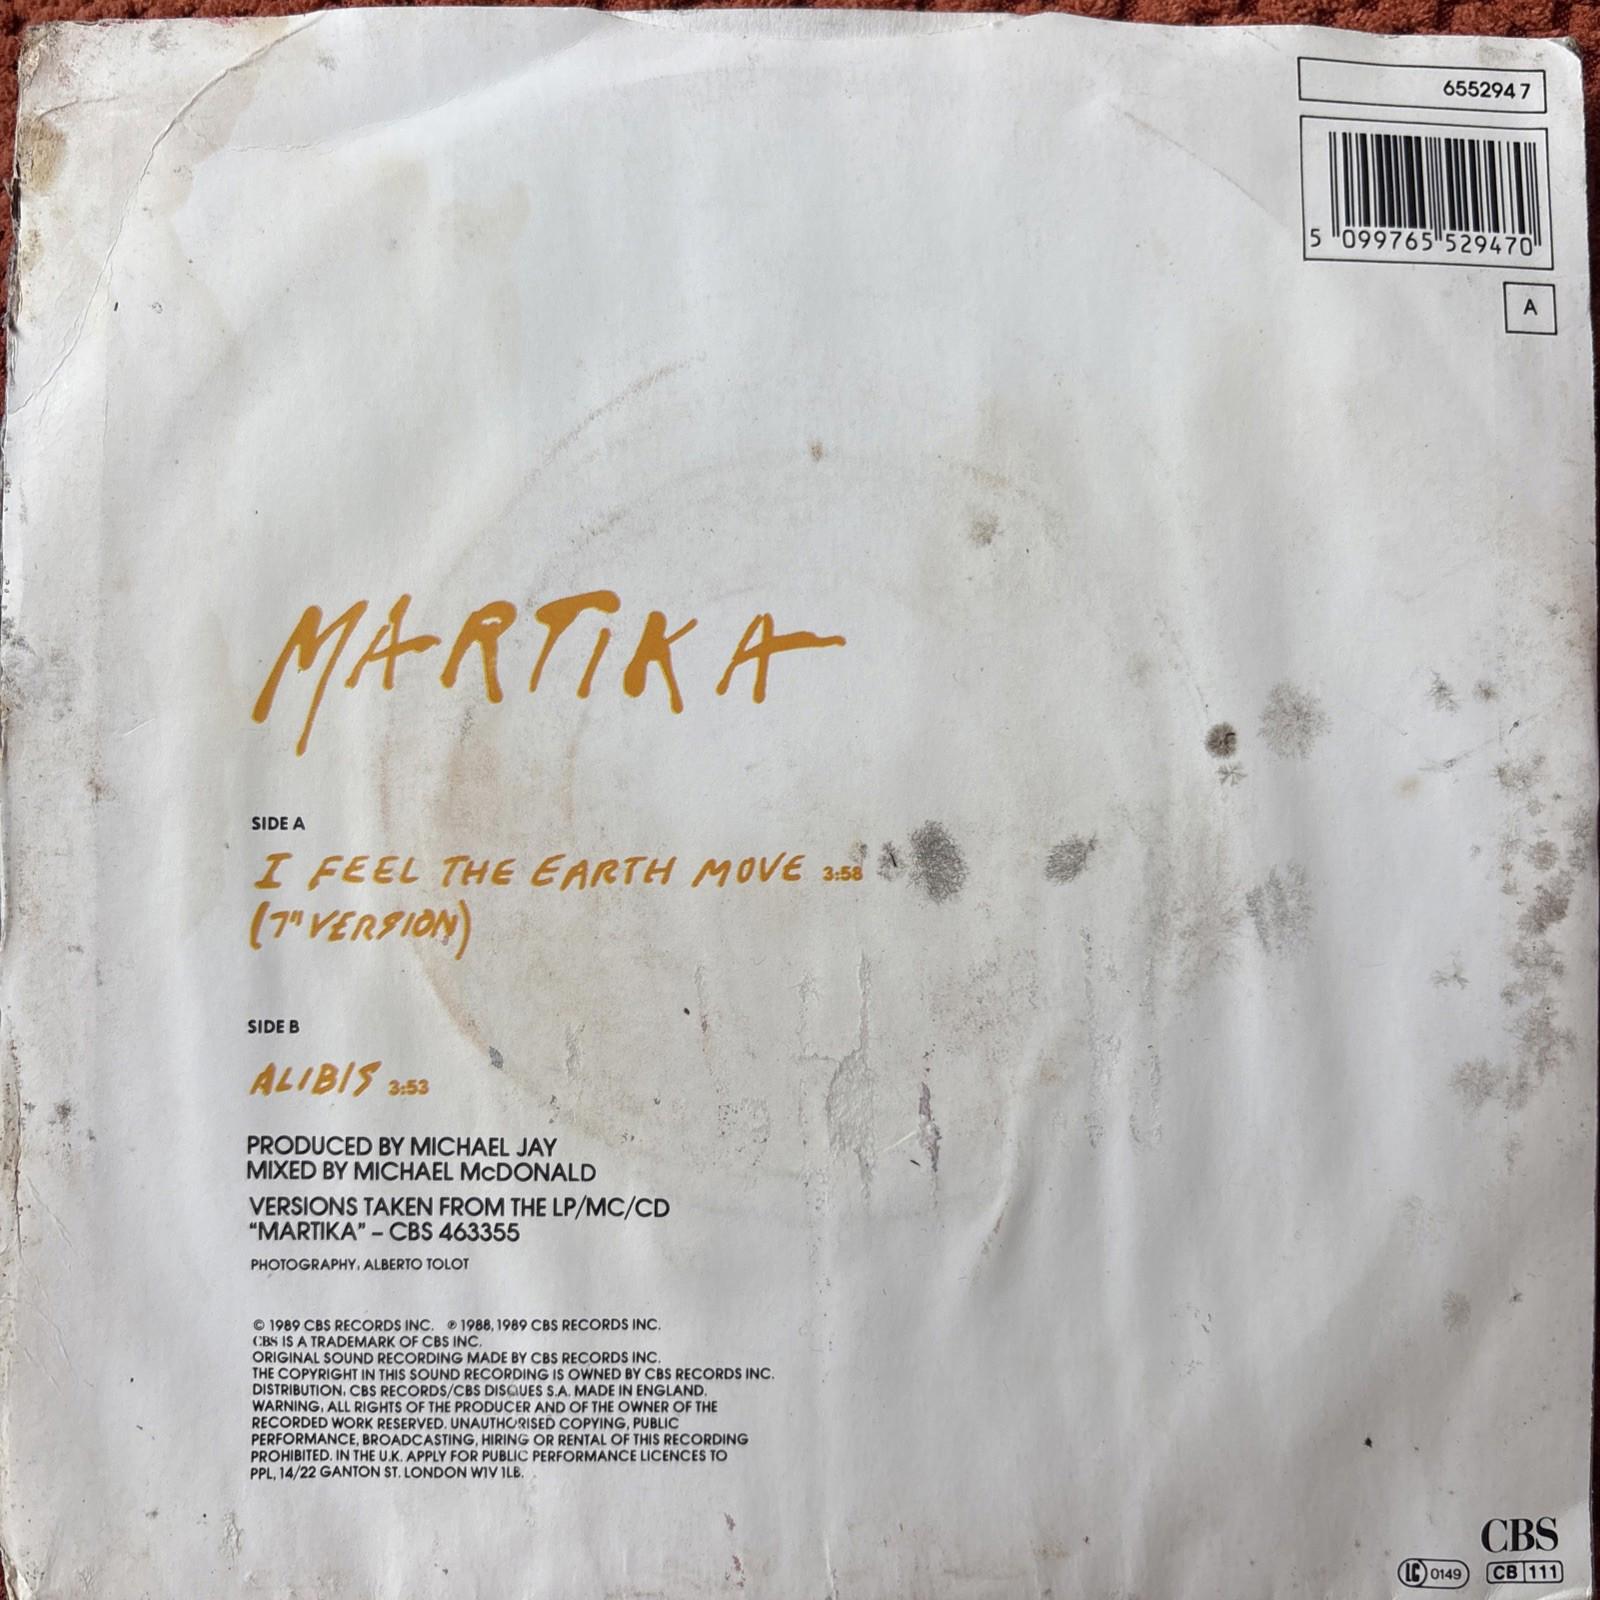 655294 7
5 099765 529470
A
MARTIKA
SIDE A
I FEEL THE EARTH MOVE 3:58
(7" VERSION)
SIDE B
ALIBIS 3:53
PRODUCED BY MICHAEL JAY
MIXED BY MICHAEL McDONALD
VERSIONS TAKEN FROM THE LP/MC/CD
“MARTIKA” – CBS 463355
PHOTOGRAPHY: ALBERTO TOLOT
© 1989 CBS RECORDS INC. ℗ 1988, 1989 CBS RECORDS INC.
CBS IS A TRADEMARK OF CBS INC.
ORIGINAL SOUND RECORDING MADE BY CBS RECORDS INC.
THE COPYRIGHT IN THIS SOUND RECORDING IS OWNED BY CBS RECORDS INC.
DISTRIBUTION: CBS RECORDS/CBS DISQUES S.A. MADE IN ENGLAND.
WARNING: ALL RIGHTS OF THE PRODUCER AND OF THE OWNER OF THE
RECORDED WORK RESERVED. UNAUTHORISED COPYING, PUBLIC
PERFORMANCE, BROADCASTING, HIRING OR RENTAL OF THIS RECORDING
PROHIBITED. IN THE U.K. APPLY FOR PUBLIC PERFORMANCE LICENCES TO
PPL, 14/22 GANTON ST. LONDON W1V 1LB.
CBS
LC 0149 CB 111